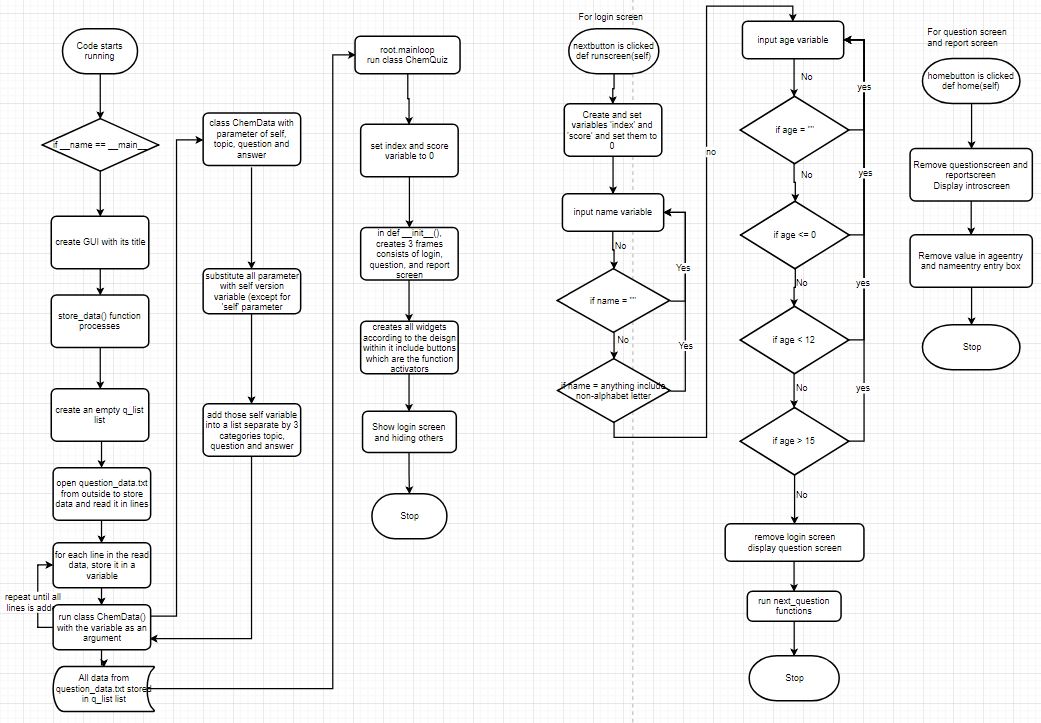 Code starts
running
if __name == __main__
create GUI with its title
store_data() function
processes
create an empty q_list
list
open question_data.txt
from outside to store
data and read it in lines
for each line in the read
data, store it in a
variable
repeat until all
lines is added
run class ChemData()
with the variable as an
argument
All data from
question_data.txt stored
in q_list list
class ChemData with
parameter of self,
topic, question and
answer
substitute all parameter
with self version
variable (except for
'self' parameter
add those self variable
into a list separate by 3
categories topic,
question and answer
root.mainloop
run class ChemQuiz
set index and score
variable to 0
in def __init__(),
creates 3 frames
consists of login,
question, and report
screen
creates all widgets
according to the deisgn
within it include buttons
which are the function
activators
Show login screen
and hiding others
Stop
For login screen
nextbutton is clicked
def runscreen(self)
Create and set
variables 'index' and
'score' and set them to
0
input name variable
No
Yes
if name = ""
No
Yes
if name = anything include
non-alphabet letter
no
input age variable
No
yes
if age = ""
No
yes
if age <= 0
No
yes
if age < 12
No
yes
if age > 15
No
remove login screen
display question screen
run next_question
functions
Stop
For question screen
and report screen
homebutton is clicked
def home(self)
Remove questionscreen and
reportscreen
Display introscreen
Remove value in ageentry
and nameentry entry box
Stop